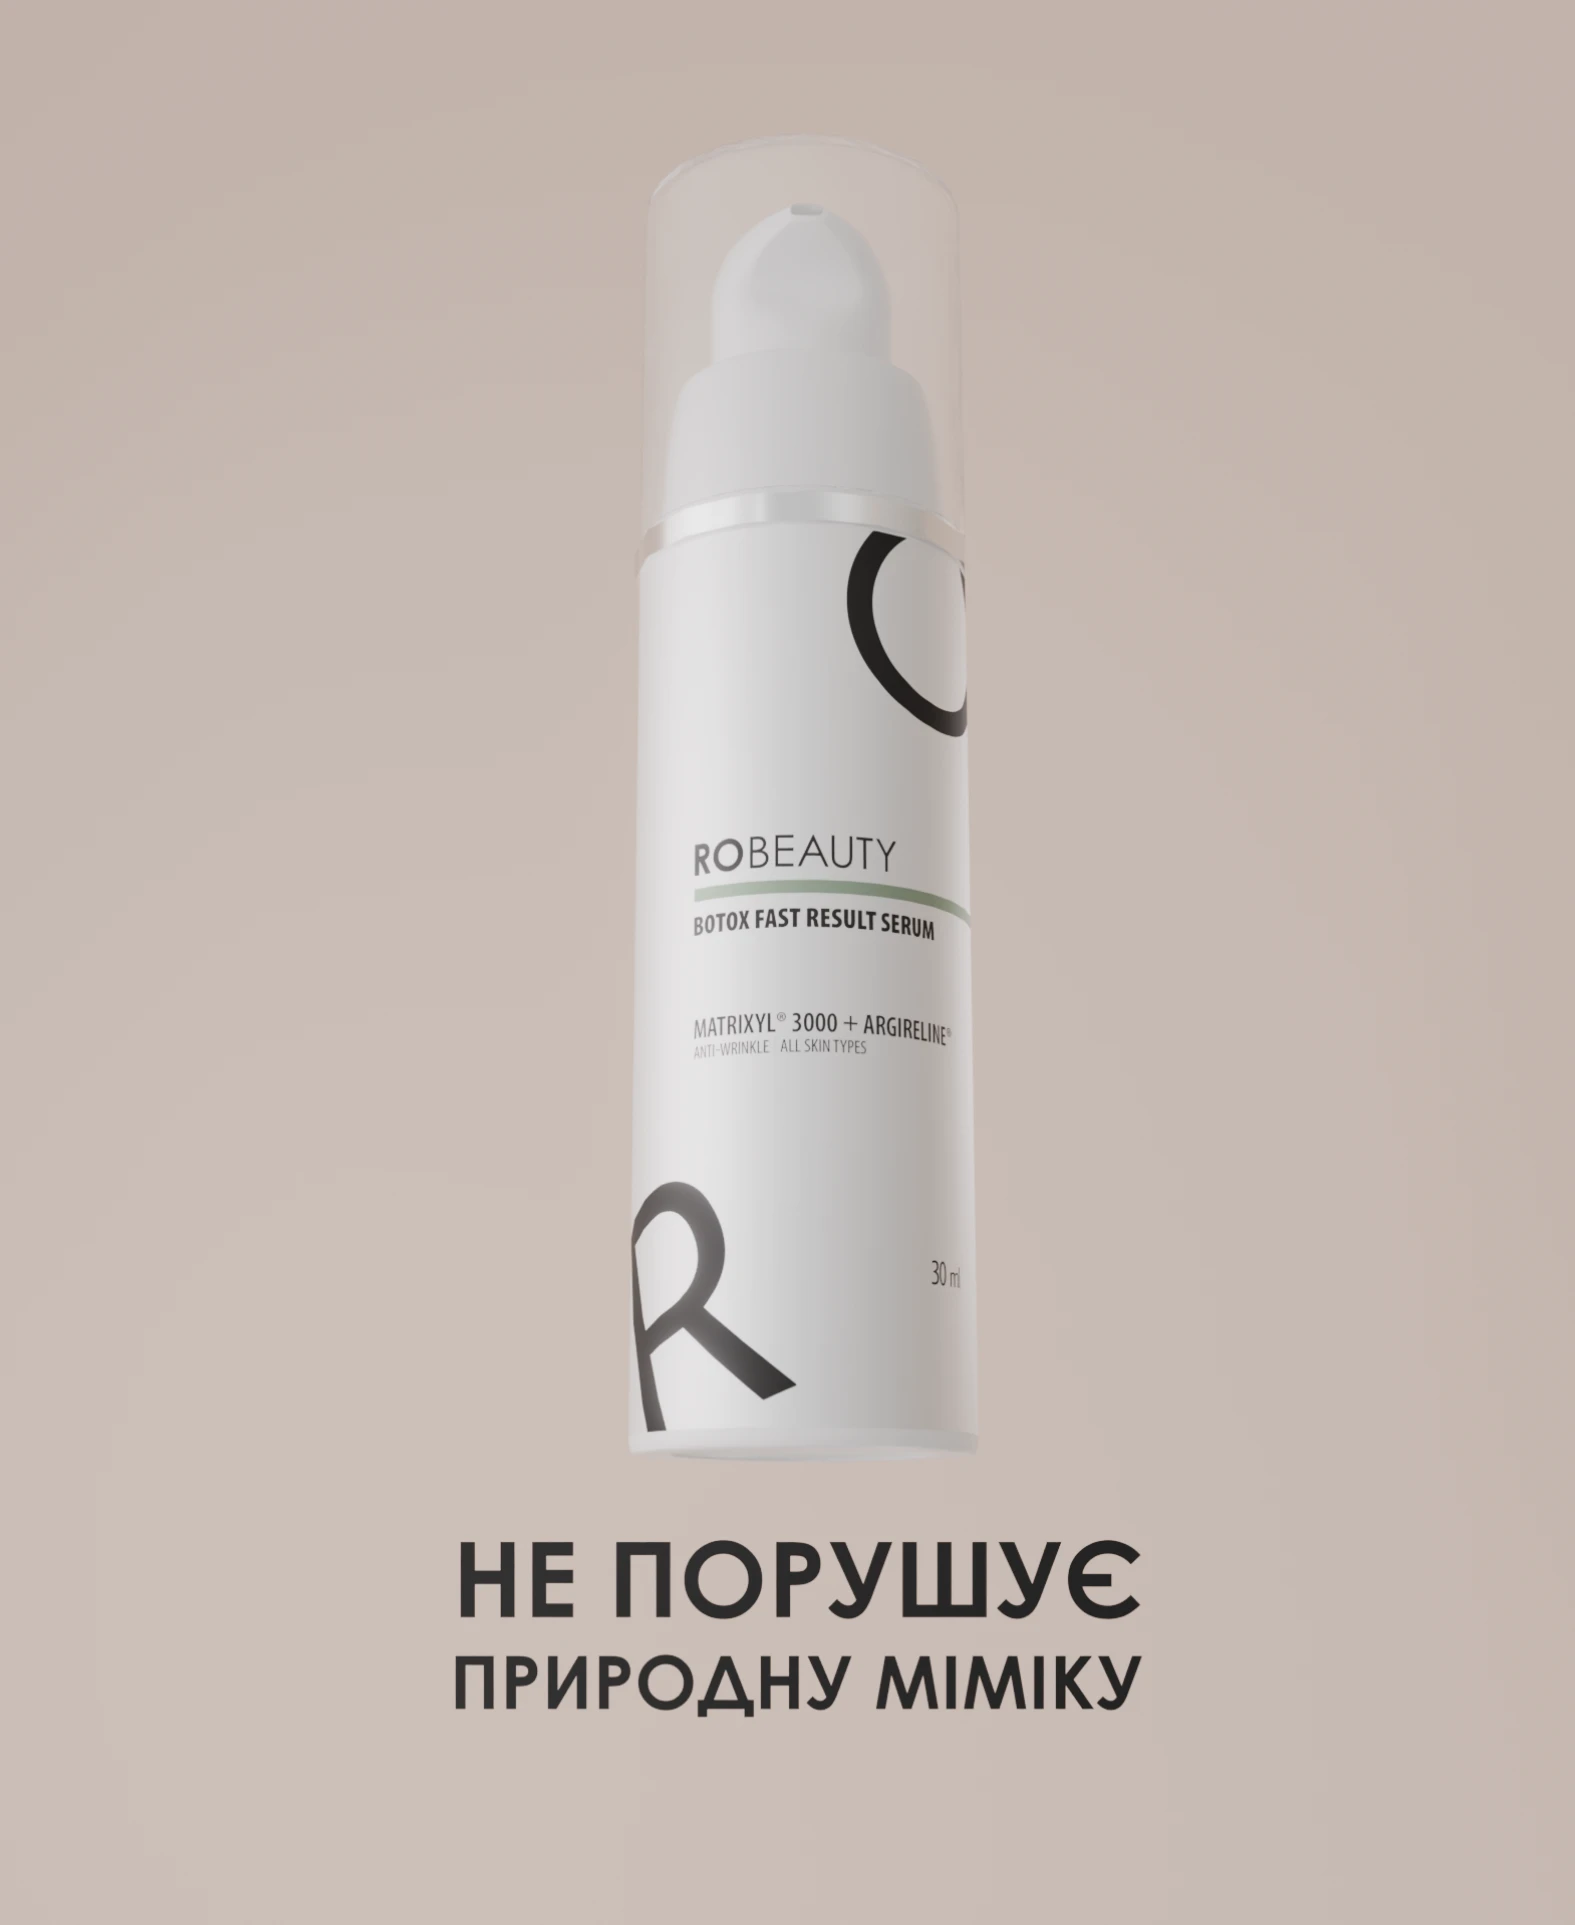 ROBEAUTY
BOTOX FAST RESULT SERUM
MATRIXYL® 3000 + ARGIRELINE®
ANTI-WRINKLE ALL SKIN TYPES
R
30 ml
НЕ ПОРУШУЄ
ПРИРОДНУ МІМІКУ